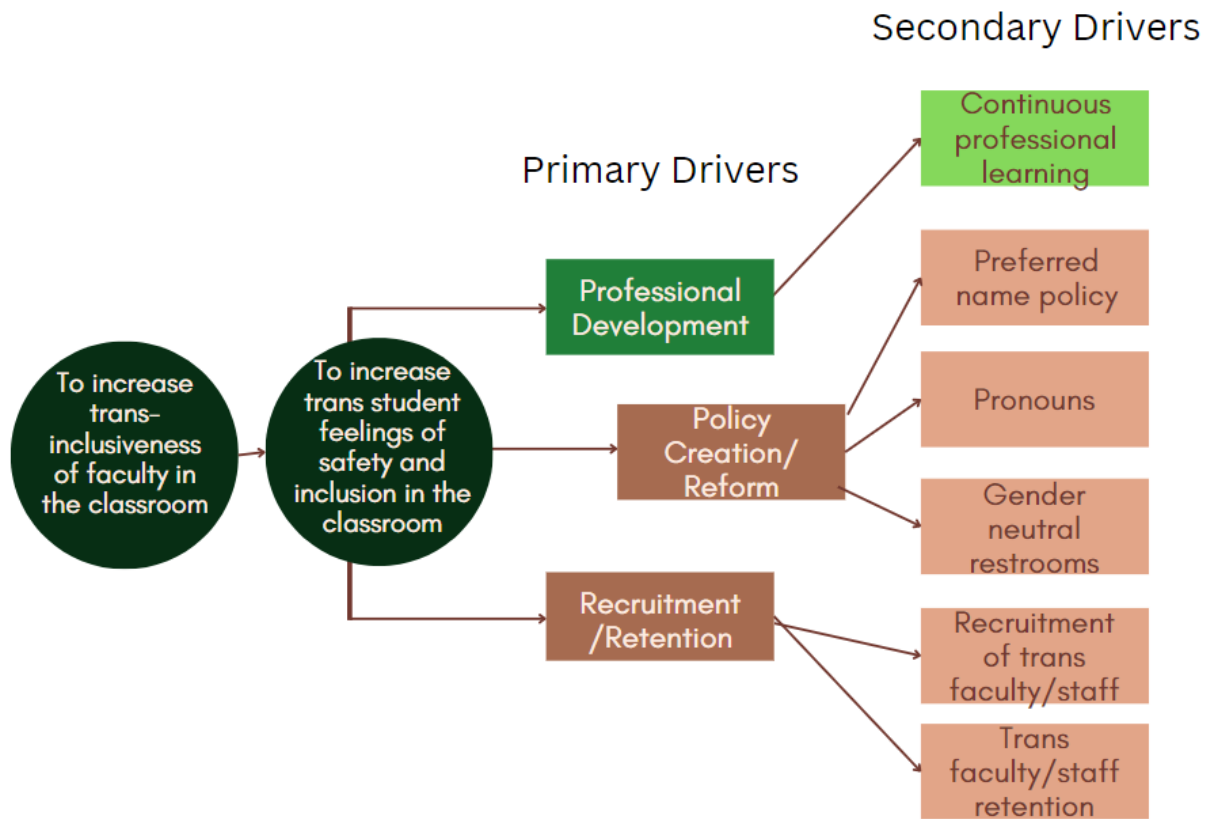 Secondary Drivers
Primary Drivers
To increase
trans-
inclusiveness
of faculty in
the classroom
To increase
trans student
feelings of
safety and
inclusion in the
classroom
Professional
Development
Policy
Creation/
Reform
Recruitment
/Retention
Continuous
professional
learning
Preferred
name policy
Pronouns
Gender
neutral
restrooms
Recruitment
of trans
faculty/staff
Trans
faculty/staff
retention